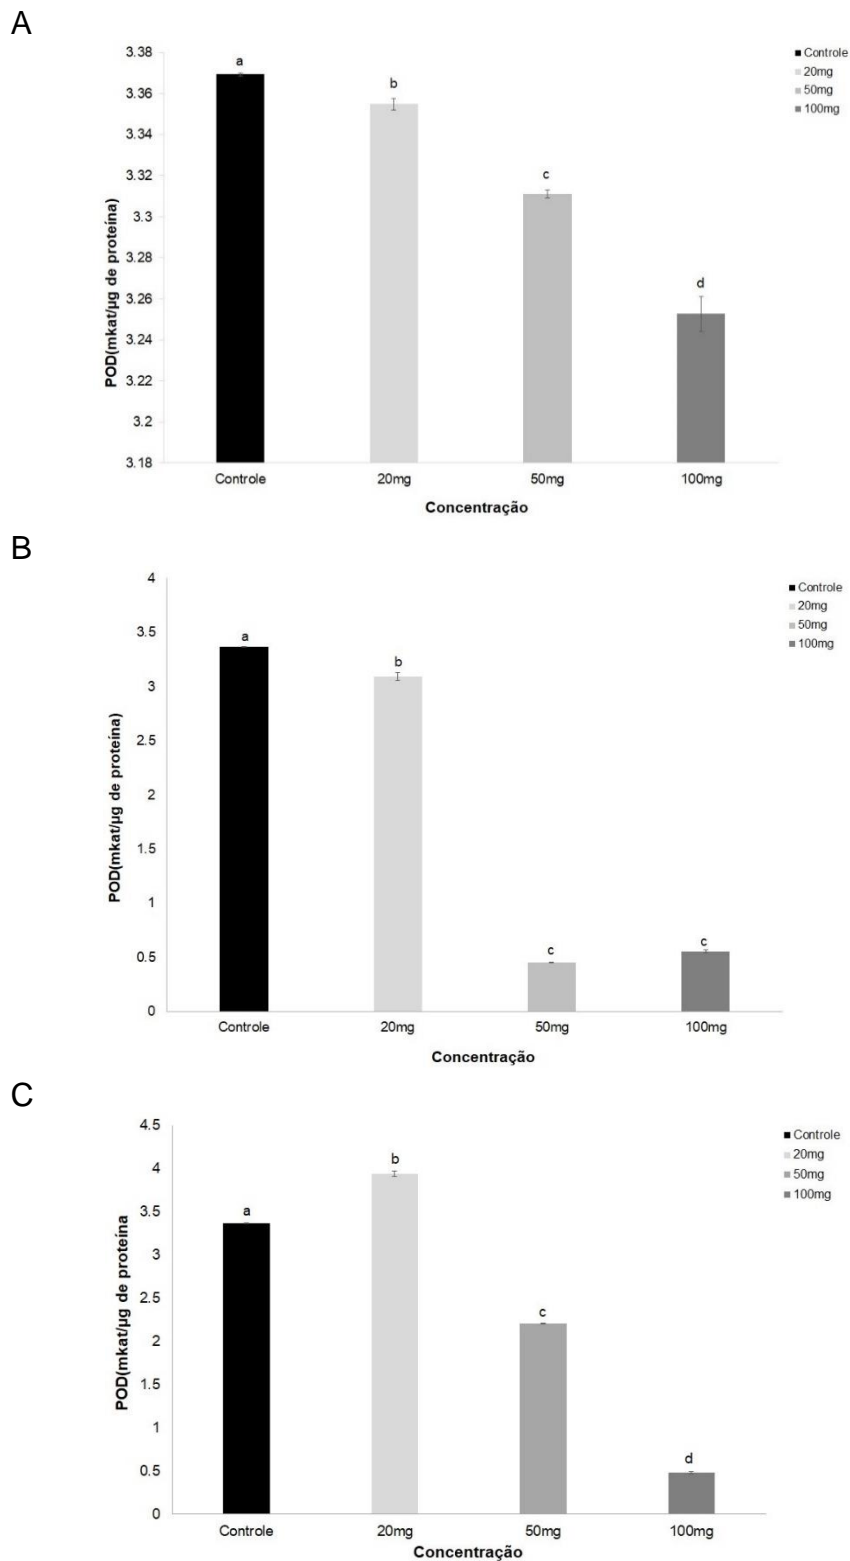 A
3.38
3.36
3.34
3.32
3.3
3.28
3.26
3.24
3.22
3.2
3.18
POD(mkat/µg de proteína)
a
b
c
d
Controle
20mg
50mg
100mg
Controle 20mg 50mg 100mg
Concentração
B
4
3.5
3
2.5
2
1.5
1
0.5
0
POD(mkat/µg de proteína)
a
b
c
c
Controle
20mg
50mg
100mg
Controle 20mg 50mg 100mg
Concentração
C
4.5
4
3.5
3
2.5
2
1.5
1
0.5
0
POD(mkat/µg de proteína
a
b
c
d
Controle
20mg
50mg
100mg
Controle 20mg 50mg 100mg
Concentração